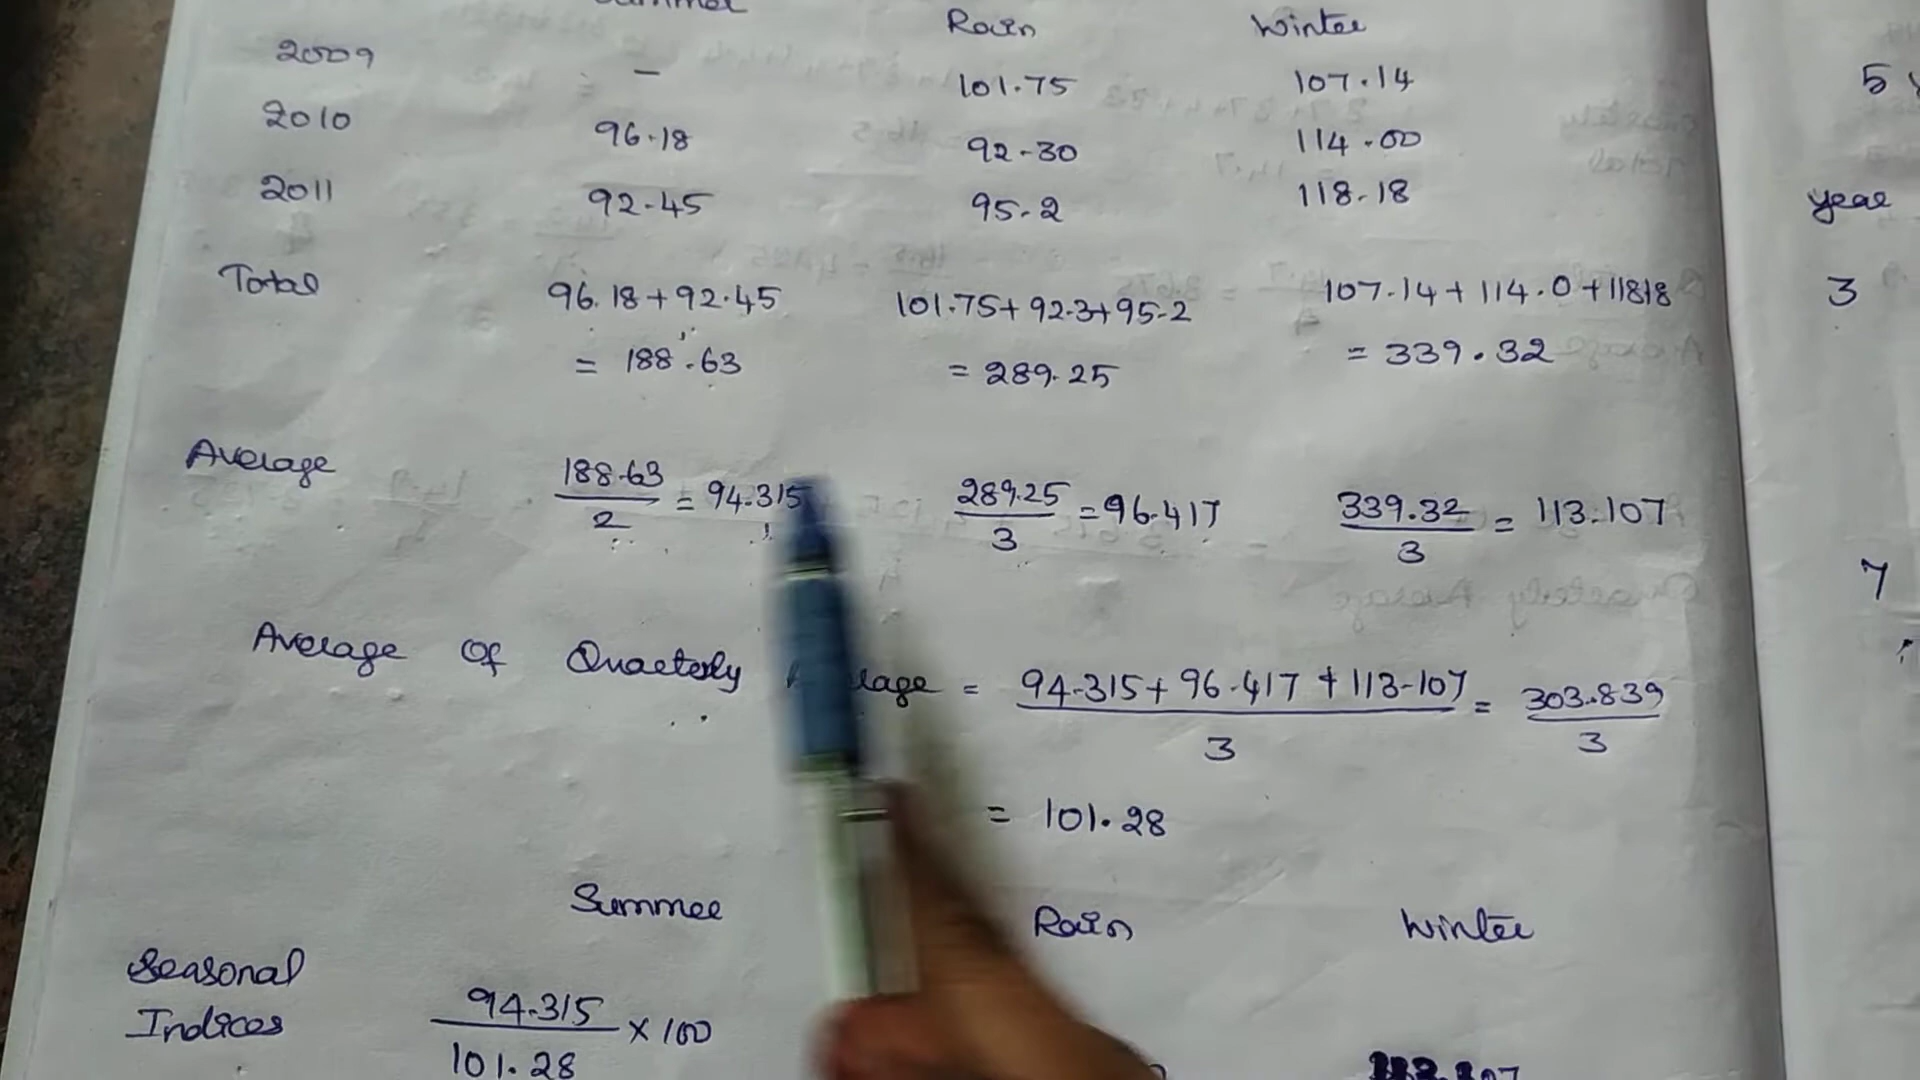 Rain Winter
2009 - 101.75 107.14 5
2010 96.18 92.30 114.00
2011 92.45 95.2 118.18 year
Total 96.18+92.45 101.75+92.3+95.2 107.14+114.0+118.18 3
= 188.63 = 289.25 = 339.32
Average 188.63/2 = 94.315 289.25/3 = 96.417 339.32/3 = 113.107
7
Average Of Quarterly = 94.315+96.417+113.107/3 = 303.839/3
= 101.28
Summer Rain Winter
Seasonal
Indices 94.315/101.28 x 100